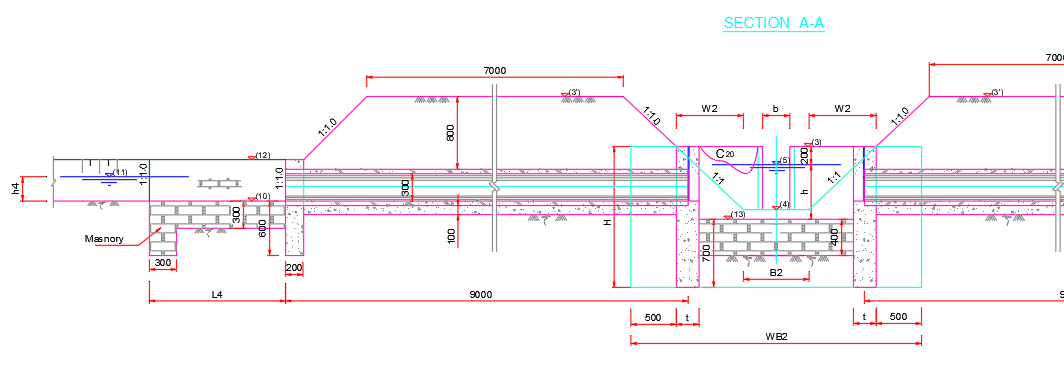 SECTION A-A
7000
7000
(3')
(3')
W2
b
W2
1:1.0
1:1.0
1:1.0
800
C20
(3)
200
(12)
(5)
(11)
1:1.0
1:1.0
1:1
1:1
h4
300
h
(10)
(4)
(13)
300
600
100
H
700
400
Masnory
300
200
B2
L4
9000
9
500
t
t
500
WB2